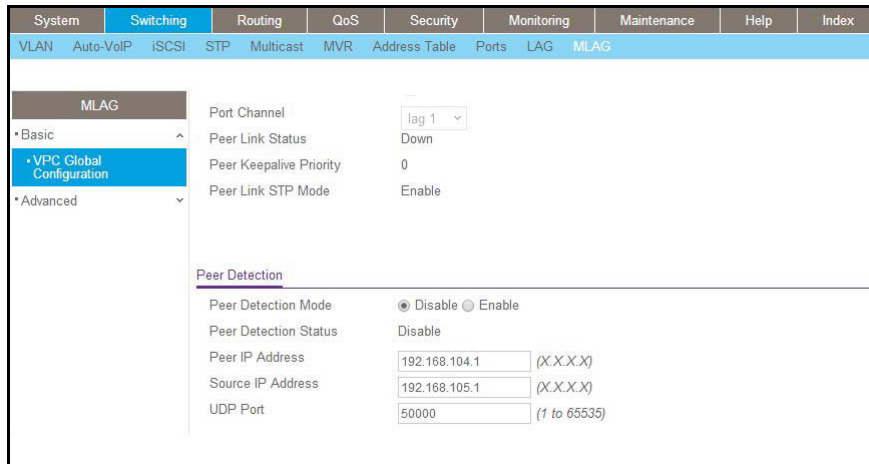 System Switching Routing QoS Security Monitoring Maintenance Help Index
VLAN Auto-VoIP iSCSI STP Multicast MVR Address Table Ports LAG MLAG
MLAG
Basic
VPC Global
Configuration
Advanced
Port Channel lag 1
Peer Link Status Down
Peer Keepalive Priority 0
Peer Link STP Mode Enable
Peer Detection
Peer Detection Mode Disable Enable
Peer Detection Status Disable
Peer IP Address 192.168.104.1 (X.X.X.X)
Source IP Address 192.168.105.1 (X.X.X.X)
UDP Port 50000 (1 to 65535)